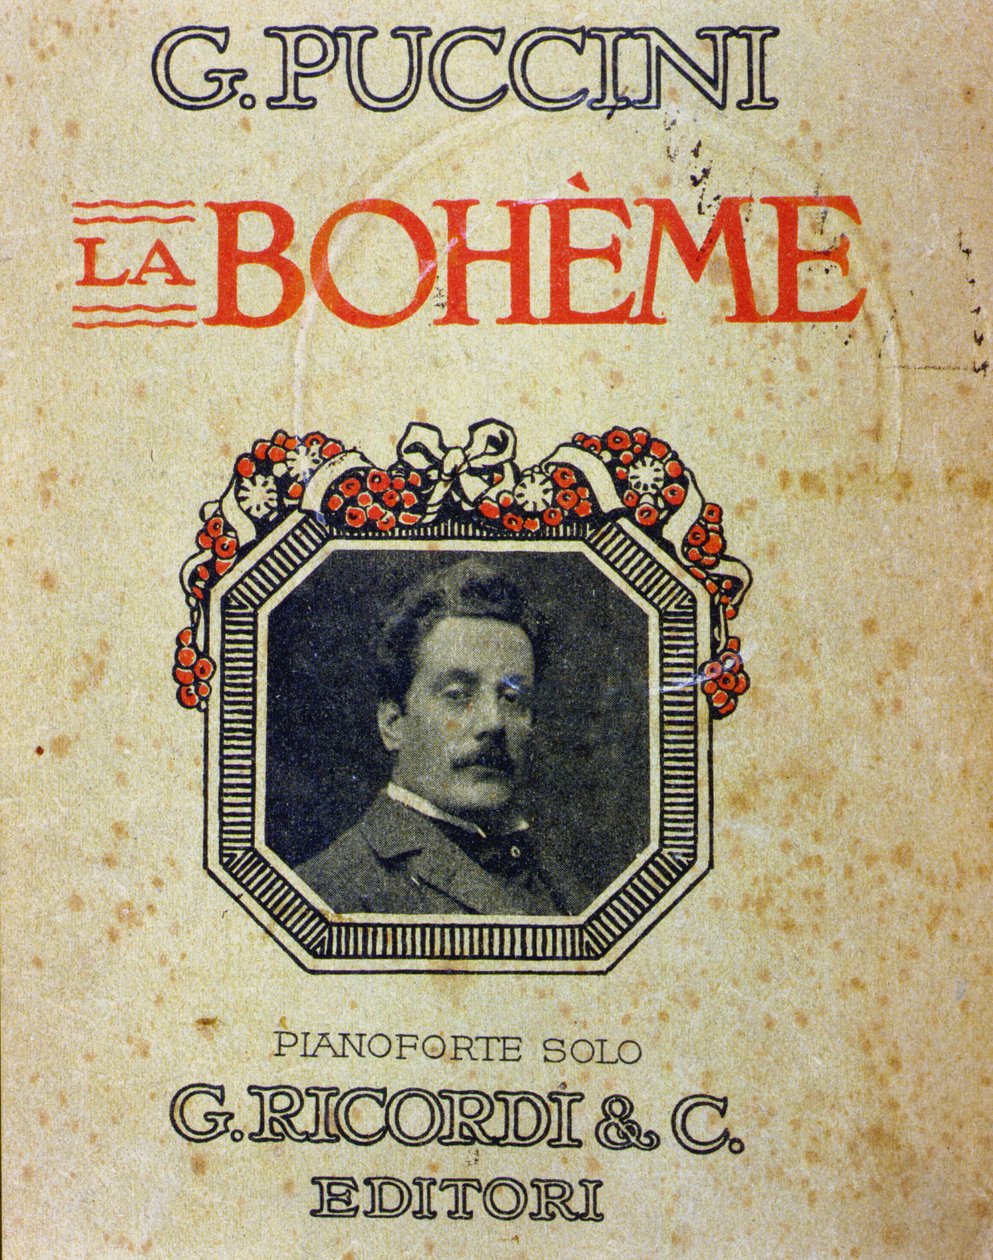 G. PUCCINI
LA BOHÈME
PIANOFORTE SOLO
G. RICORDI & C.
EDITORI